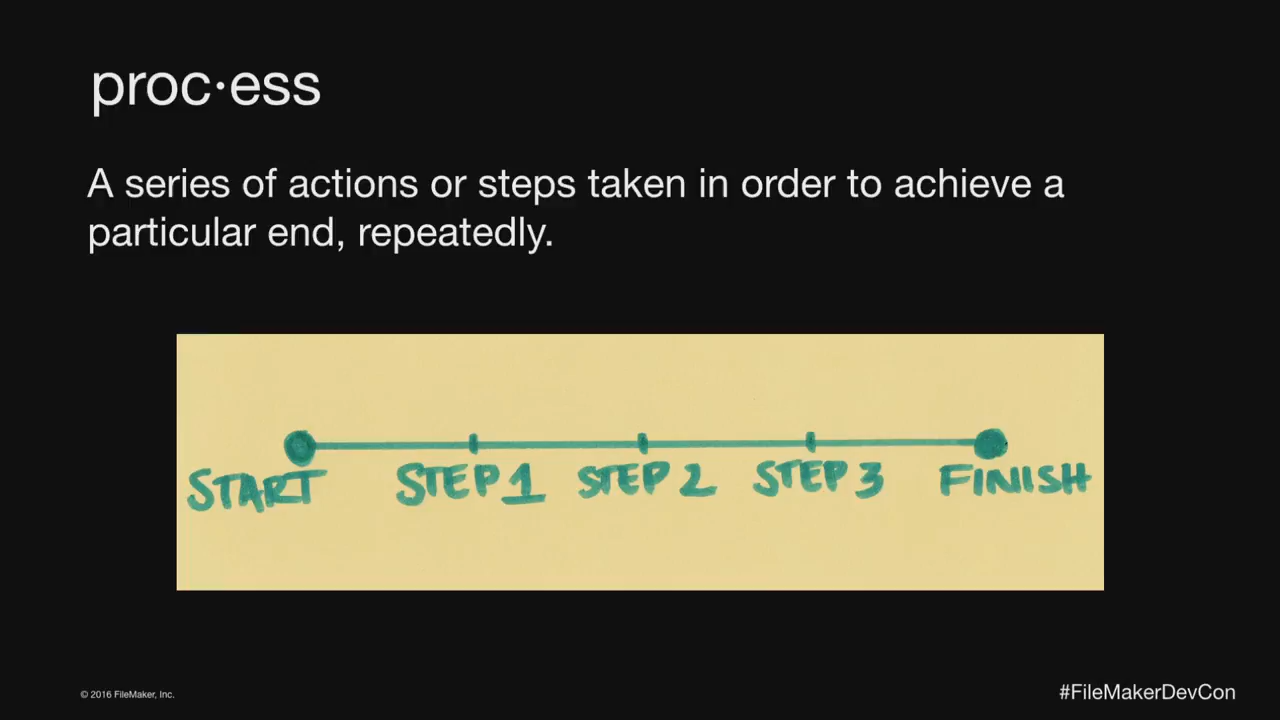 proc·ess
A series of actions or steps taken in order to achieve a
particular end, repeatedly.
START STEP 1 STEP 2 STEP 3 FINISH
© 2016 FileMaker, Inc.
#FileMakerDevCon